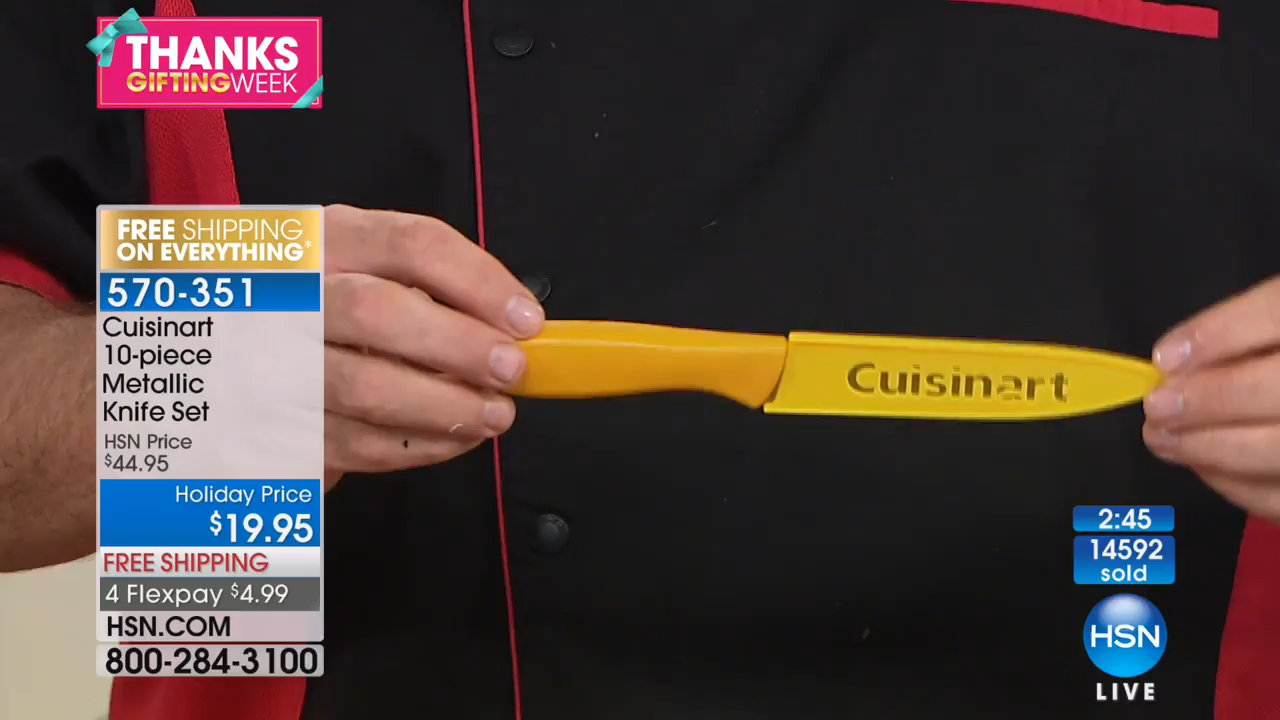 THANKS
GIFTINGWEEK
FREE SHIPPING
ON EVERYTHING*
570-351
Cuisinart
10-piece
Metallic
Knife Set
HSN Price
$44.95
Holiday Price
$19.95
FREE SHIPPING
4 Flexpay $4.99
HSN.COM
800-284-3100
Cuisinart
2:45
14592
sold
HSN
LIVE